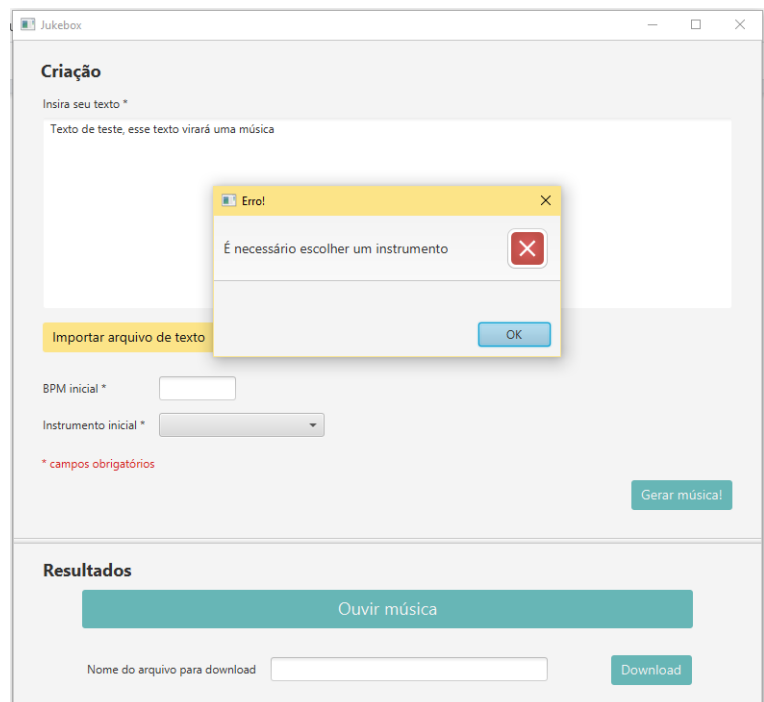 Jukebox
Criação
Insira seu texto *
Texto de teste, esse texto virará uma música
Erro!
É necessário escolher um instrumento
OK
Importar arquivo de texto
BPM inicial *
Instrumento inicial *
* campos obrigatórios
Gerar música!
Resultados
Ouvir música
Nome do arquivo para download
Download